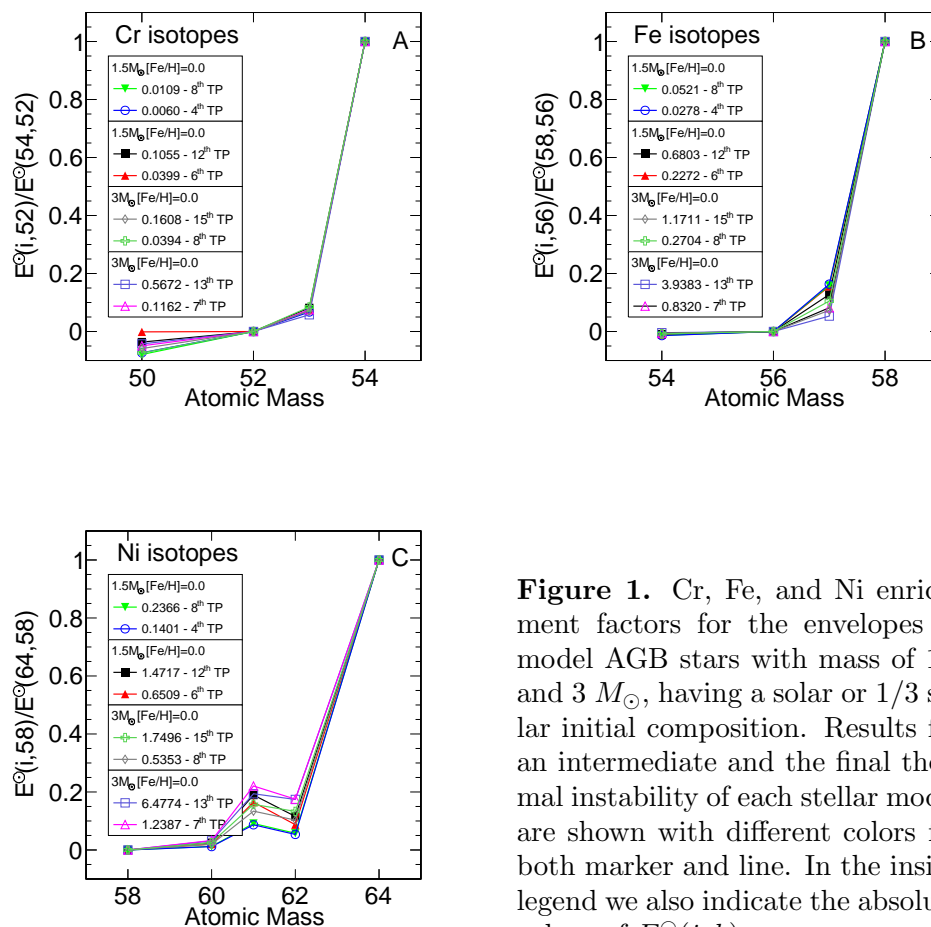 Cr isotopes
A
1.5M☉[Fe/H]=0.0
0.0109 - 8th TP
0.0060 - 4th TP
1.5M☉[Fe/H]=0.0
0.1055 - 12th TP
0.0399 - 6th TP
3M☉[Fe/H]=0.0
0.1608 - 15th TP
0.0394 - 8th TP
3M☉[Fe/H]=0.0
0.5672 - 13th TP
0.1162 - 7th TP
E☉(i,52)/E☉(54,52)
1
0.8
0.6
0.4
0.2
0
50 52 53 54
Atomic Mass
Fe isotopes
B
1.5M☉[Fe/H]=0.0
0.0521 - 8th TP
0.0278 - 4th TP
1.5M☉[Fe/H]=0.0
0.6803 - 12th TP
0.2272 - 6th TP
3M☉[Fe/H]=0.0
1.1711 - 15th TP
0.2704 - 8th TP
3M☉[Fe/H]=0.0
3.9383 - 13th TP
0.8320 - 7th TP
E☉(i,56)/E☉(58,56)
1
0.8
0.6
0.4
0.2
0
54 56 58
Atomic Mass
Ni isotopes
C
1.5M☉[Fe/H]=0.0
0.2366 - 8th TP
0.1401 - 4th TP
1.5M☉[Fe/H]=0.0
1.4717 - 12th TP
0.6509 - 6th TP
3M☉[Fe/H]=0.0
1.7496 - 15th TP
0.5353 - 8th TP
3M☉[Fe/H]=0.0
6.4774 - 13th TP
1.2387 - 7th TP
E☉(i,58)/E☉(64,58)
1
0.8
0.6
0.4
0.2
0
58 60 62 64
Atomic Mass
Figure 1. Cr, Fe, and Ni enric
ment factors for the envelopes
model AGB stars with mass of 1
and 3 M☉, having a solar or 1/3 s
lar initial composition. Results f
an intermediate and the final the
mal instability of each stellar mod
are shown with different colors f
both marker and line. In the insi
legend we also indicate the absolu